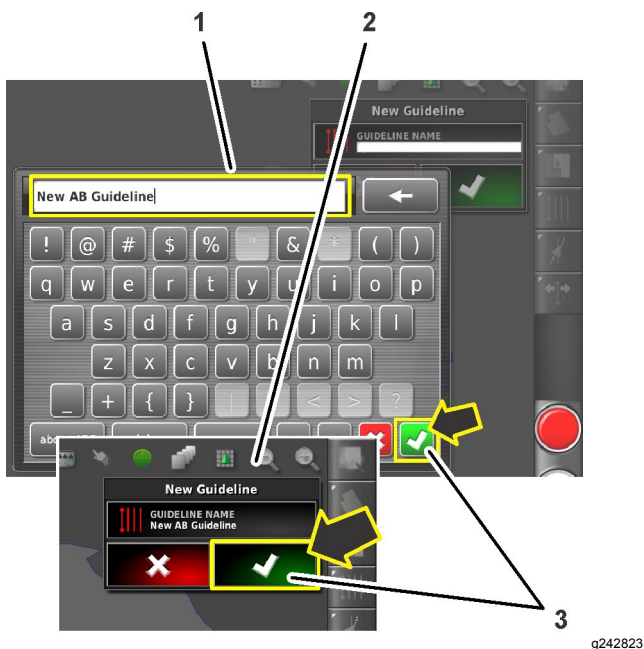 1 2
New Guideline
GUIDELINE NAME
New AB Guideline
! @ # $ % " & * ( )
q w e r t y u i o p
a s d f g h j k l
z x c v b n m
_ + { } [ < > ?
New Guideline
GUIDELINE NAME
New AB Guideline
3
g242823